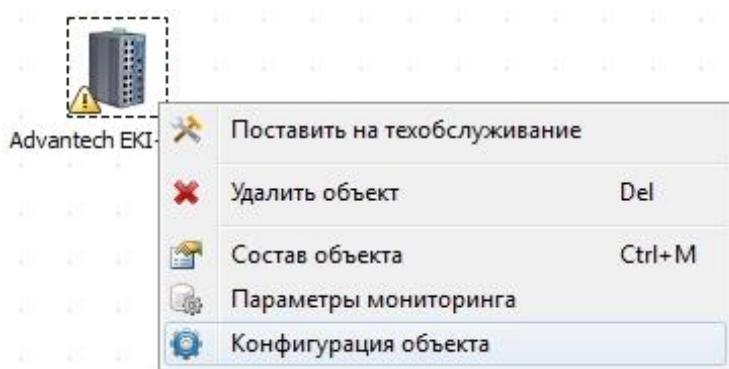 Advantech EKI-
Поставить на техобслуживание
Удалить объект Del
Состав объекта Ctrl+M
Параметры мониторинга
Конфигурация объекта